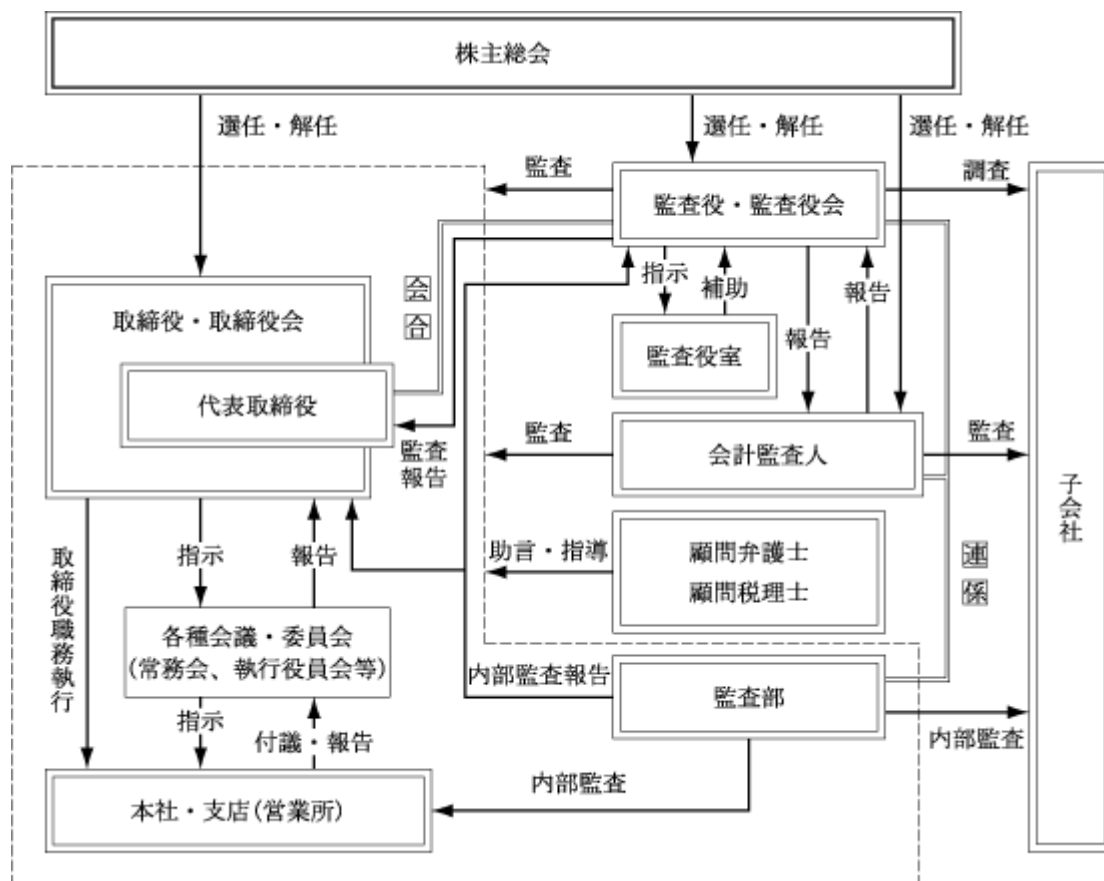 株主総会
選任・解任
選任・解任
選任・解任
監査
監査役・監査役会
調査
会合
指示
補助
報告
取締役・取締役会
監査役室
報告
代表取締役
監査報告
監査
会計監査人
監査
子会社
取締役職務執行
指示
報告
助言・指導
顧問弁護士
顧問税理士
連係
各種会議・委員会
(常務会、執行役員会等)
内部監査報告
監査部
指示
付議・報告
内部監査
内部監査
本社・支店(営業所)